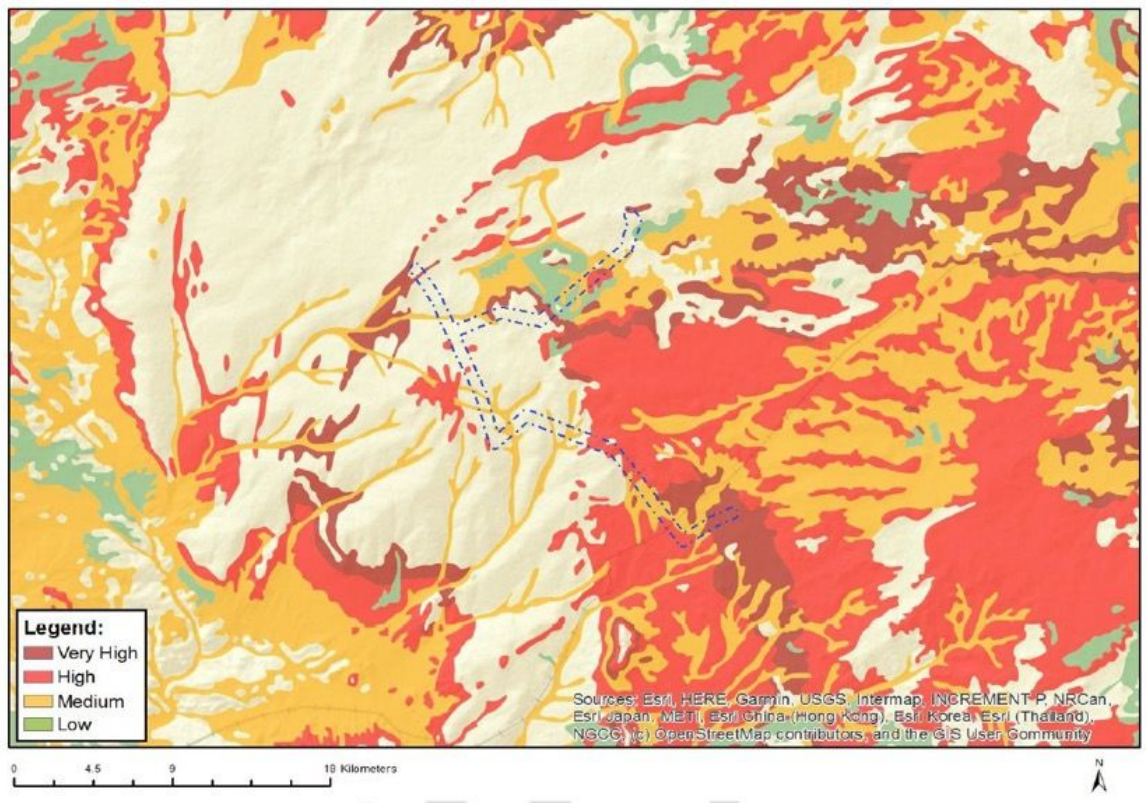 Legend:
Very High
High
Medium
Low
Sources: Esri, HERE, Garmin, USGS, Intermap, INCREMENT P, NRCan,
Esri Japan, METI, Esri China (Hong Kong), Esri Korea, Esri (Thailand),
NGCC, (c) OpenStreetMap contributors, and the GIS User Community
0 4.5 9 18 Kilometers
N